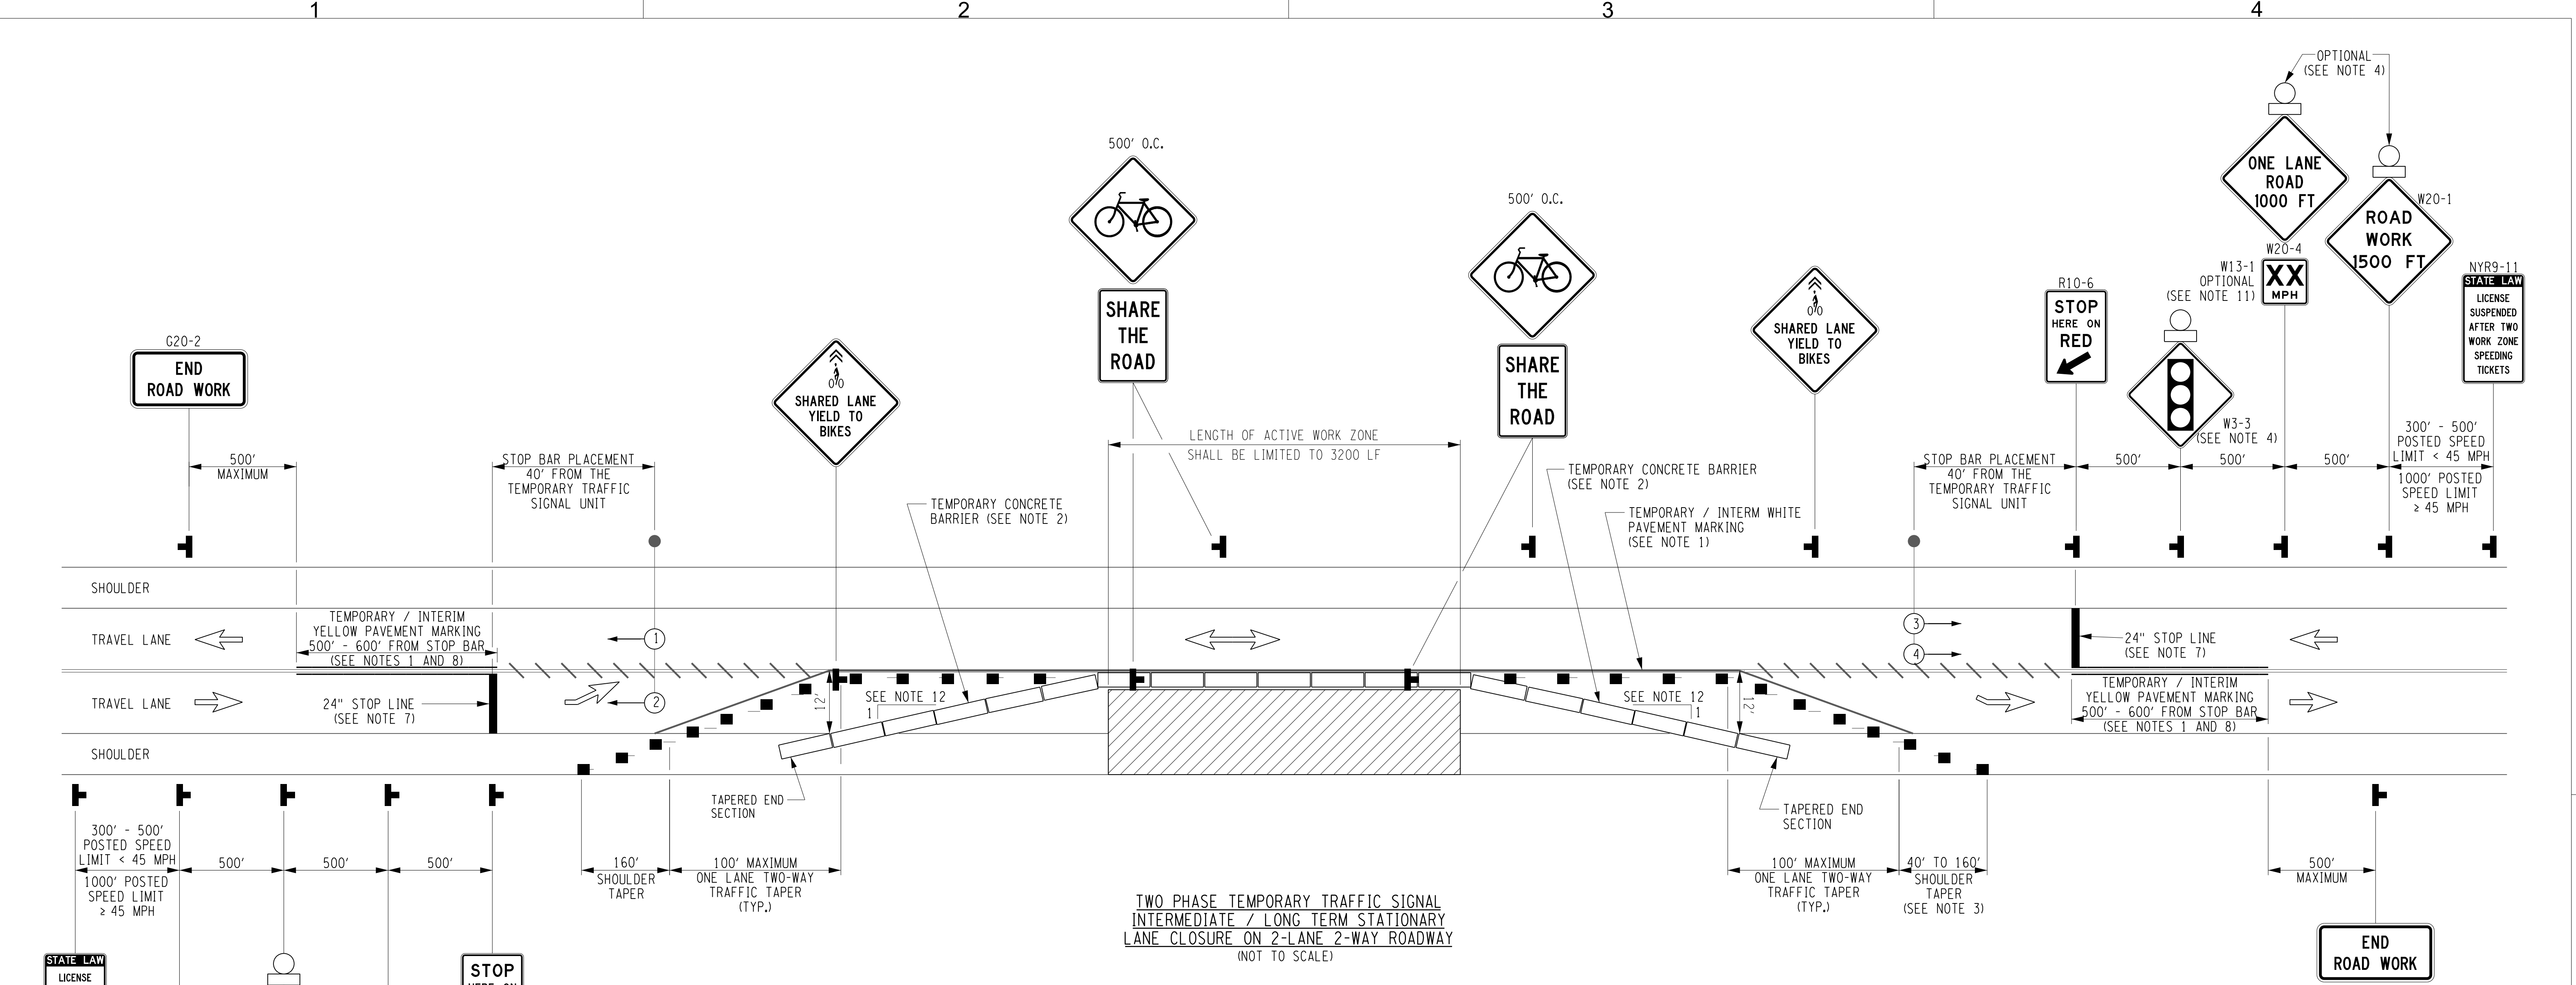 1
2
3
4
OPTIONAL
(SEE NOTE 4)
ONE LANE
ROAD
1000 FT
W20-4
W13-1
OPTIONAL
(SEE NOTE 11)
XX
MPH
W20-1
ROAD
WORK
1500 FT
NYR9-11
STATE LAW
LICENSE
SUSPENDED
AFTER TWO
WORK ZONE
SPEEDING
TICKETS
R10-6
STOP
HERE ON
RED
W3-3
(SEE NOTE 4)
500' O.C.
SHARE
THE
ROAD
500' O.C.
SHARE
THE
ROAD
SHARED LANE
YIELD TO
BIKES
SHARED LANE
YIELD TO
BIKES
G20-2
END
ROAD WORK
500'
MAXIMUM
STOP BAR PLACEMENT
40' FROM THE
TEMPORARY TRAFFIC
SIGNAL UNIT
LENGTH OF ACTIVE WORK ZONE
SHALL BE LIMITED TO 3200 LF
TEMPORARY CONCRETE
BARRIER (SEE NOTE 2)
TEMPORARY CONCRETE BARRIER
(SEE NOTE 2)
TEMPORARY / INTERM WHITE
PAVEMENT MARKING
(SEE NOTE 1)
STOP BAR PLACEMENT
40' FROM THE
TEMPORARY TRAFFIC
SIGNAL UNIT
500'
500'
500'
300' - 500'
POSTED SPEED
LIMIT < 45 MPH
1000' POSTED
SPEED LIMIT
≥ 45 MPH
SHOULDER
TRAVEL LANE
TEMPORARY / INTERIM
YELLOW PAVEMENT MARKING
500' - 600' FROM STOP BAR
(SEE NOTES 1 AND 8)
1
3
4
24" STOP LINE
(SEE NOTE 7)
TRAVEL LANE
24" STOP LINE
(SEE NOTE 7)
2
12'
SEE NOTE 12
1
SEE NOTE 12
1
12'
TEMPORARY / INTERIM
YELLOW PAVEMENT MARKING
500' - 600' FROM STOP BAR
(SEE NOTES 1 AND 8)
SHOULDER
TAPERED END
SECTION
TAPERED END
SECTION
300' - 500'
POSTED SPEED
LIMIT < 45 MPH
1000' POSTED
SPEED LIMIT
≥ 45 MPH
500'
500'
500'
160'
SHOULDER
TAPER
100' MAXIMUM
ONE LANE TWO-WAY
TRAFFIC TAPER
(TYP.)
100' MAXIMUM
ONE LANE TWO-WAY
TRAFFIC TAPER
(TYP.)
40' TO 160'
SHOULDER
TAPER
(SEE NOTE 3)
500'
MAXIMUM
TWO PHASE TEMPORARY TRAFFIC SIGNAL
INTERMEDIATE / LONG TERM STATIONARY
LANE CLOSURE ON 2-LANE 2-WAY ROADWAY
(NOT TO SCALE)
STATE LAW
LICENSE
STOP
HERE ON
END
ROAD WORK